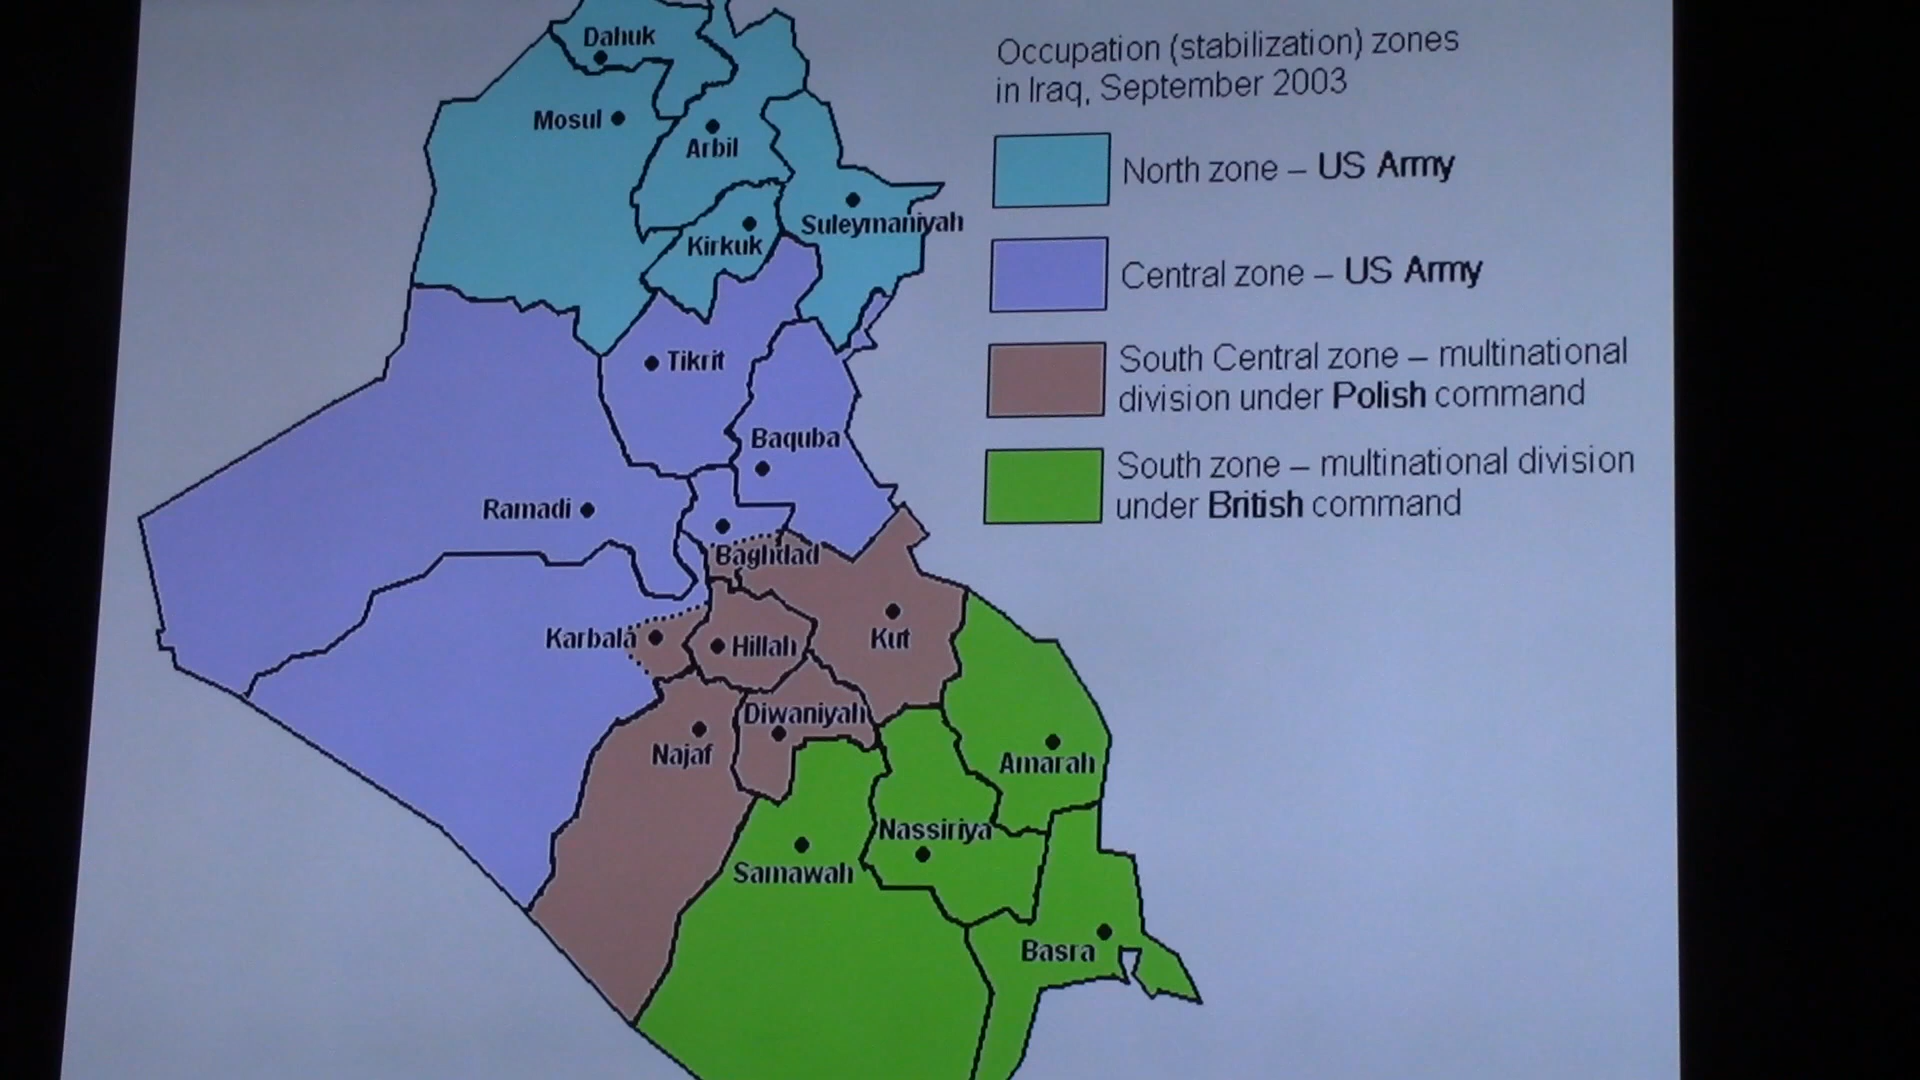 Occupation (stabilization) zones
in Iraq, September 2003
North zone – US Army
Central zone – US Army
South Central zone – multinational
division under Polish command
South zone – multinational division
under British command
Dahuk
Mosul
Arbil
Suleymaniyah
Kirkuk
Tikrit
Baquba
Ramadi
Baghdad
Karbala
Hillah
Kut
Diwaniyah
Najaf
Amarah
Nassiriya
Samawah
Basra